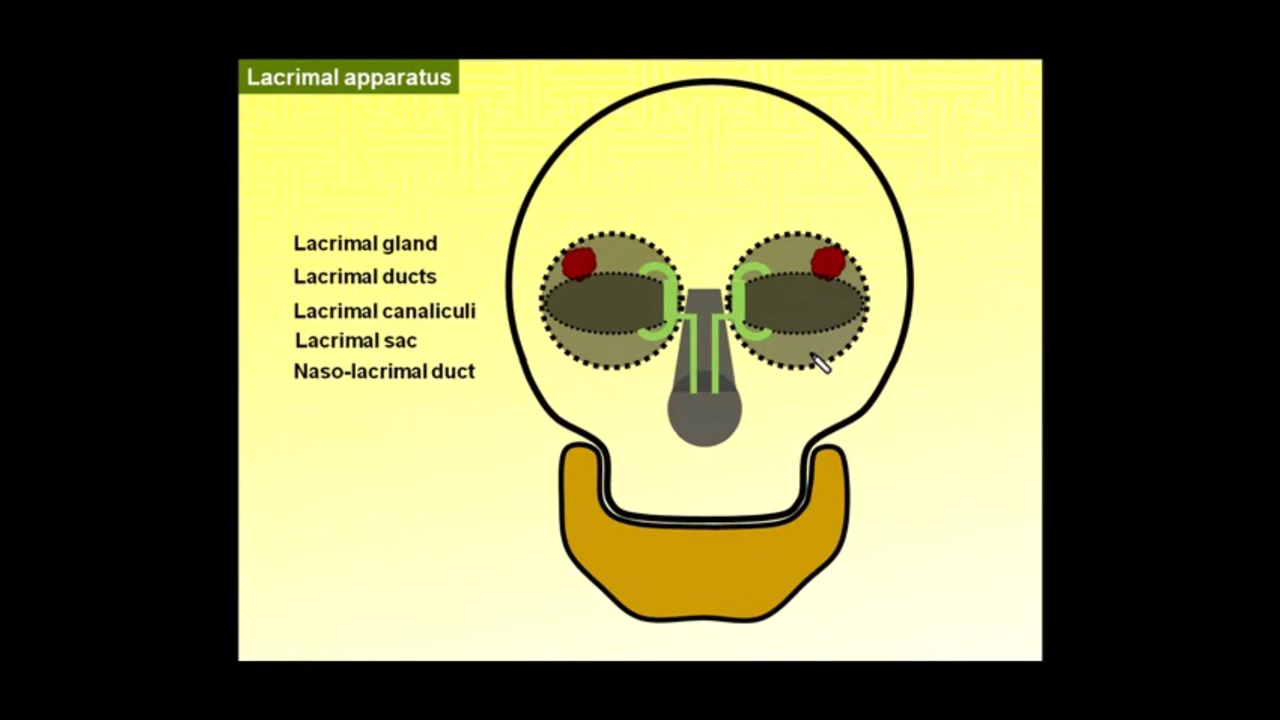 Lacrimal apparatus
Lacrimal gland
Lacrimal ducts
Lacrimal canaliculi
Lacrimal sac
Naso-lacrimal duct